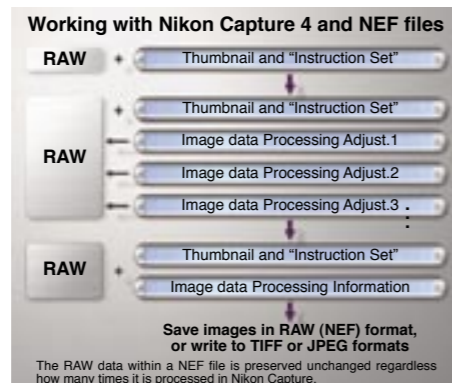 Working with Nikon Capture 4 and NEF files
RAW + Thumbnail and “Instruction Set”
+ Thumbnail and “Instruction Set”
Image data Processing Adjust.1
RAW
Image data Processing Adjust.2
Image data Processing Adjust.3
Thumbnail and “Instruction Set”
RAW +
Image data Processing Information
Save images in RAW (NEF) format,
or write to TIFF or JPEG formats
The RAW data within a NEF file is preserved unchanged regardless
how many times it is processed in Nikon Capture.